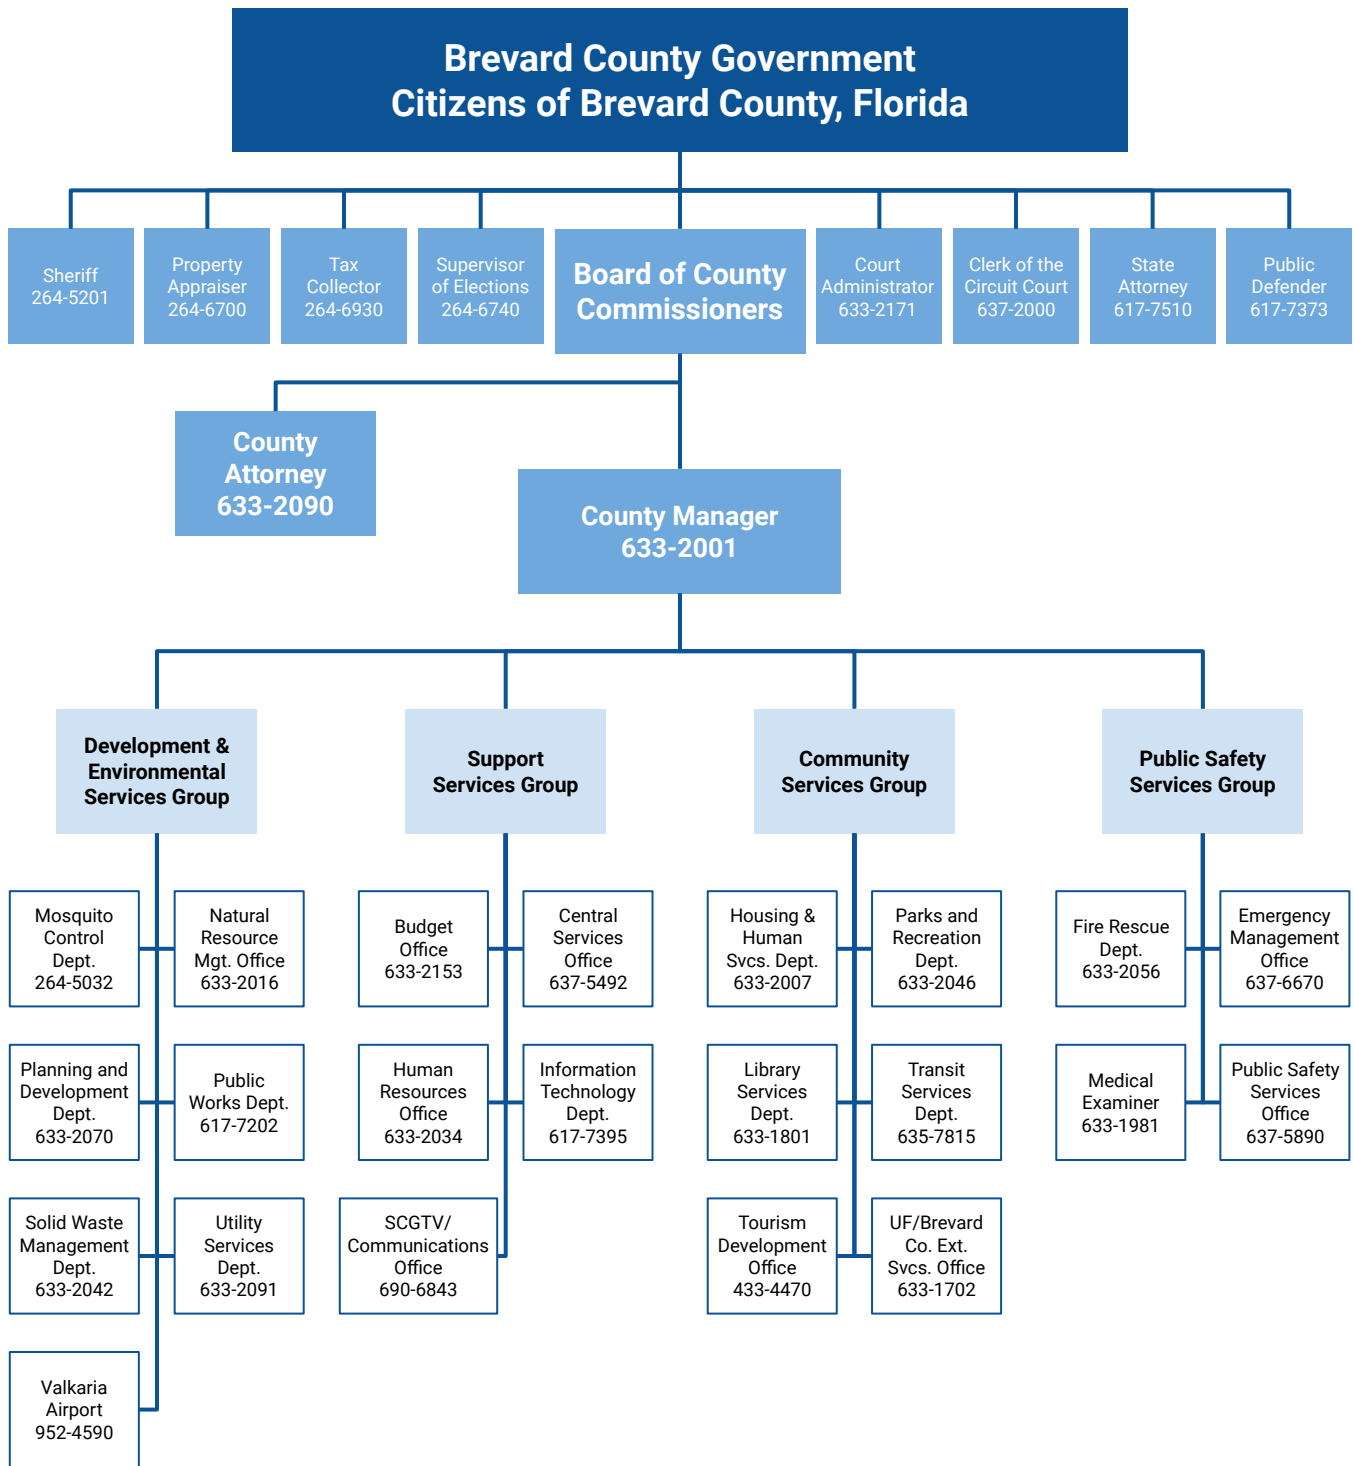 Brevard County Government
Citizens of Brevard County, Florida
Sheriff
264-5201
Property
Appraiser
264-6700
Tax
Collector
264-6930
Supervisor
of Elections
264-6740
Board of County
Commissioners
Court
Administrator
633-2171
Clerk of the
Circuit Court
637-2000
State
Attorney
617-7510
Public
Defender
617-7373
County
Attorney
633-2090
County Manager
633-2001
Development &
Environmental
Services Group
Support
Services Group
Community
Services Group
Public Safety
Services Group
Mosquito
Control
Dept.
264-5032
Natural
Resource
Mgt. Office
633-2016
Budget
Office
633-2153
Central
Services
Office
637-5492
Housing &
Human
Svcs. Dept.
633-2007
Parks and
Recreation
Dept.
633-2046
Fire Rescue
Dept.
633-2056
Emergency
Management
Office
637-6670
Planning and
Development
Dept.
633-2070
Public
Works Dept.
617-7202
Human
Resources
Office
633-2034
Information
Technology
Dept.
617-7395
Library
Services
Dept.
633-1801
Transit
Services
Dept.
635-7815
Medical
Examiner
633-1981
Public Safety
Services
Office
637-5890
Solid Waste
Management
Dept.
633-2042
Utility
Services
Dept.
633-2091
SCGTV/
Communications
Office
690-6843
Tourism
Development
Office
433-4470
UF/Brevard
Co. Ext.
Svcs. Office
633-1702
Valkaria
Airport
952-4590